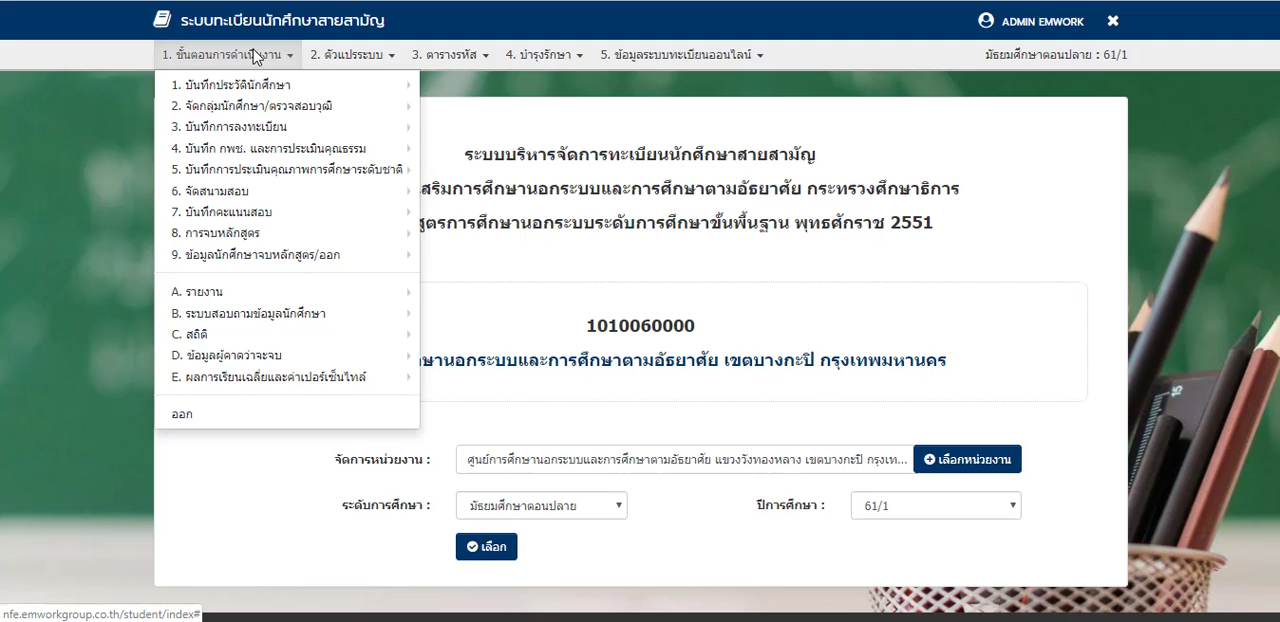 ระบบทะเบียนนักศึกษาสายสามัญ
ADMIN EMWORK
1. ขั้นตอนการดำเนินงาน
2. ตัวแปรระบบ
3. ตารางรหัส
4. บำรุงรักษา
5. ข้อมูลระบบทะเบียนออนไลน์
มัธยมศึกษาตอนปลาย : 61/1
1. บันทึกประวัตินักศึกษา
2. จัดกลุ่มนักศึกษา/ตรวจสอบวุฒิ
3. บันทึกการลงทะเบียน
4. บันทึก กพช. และการประเมินคุณธรรม
5. บันทึกการประเมินคุณภาพการศึกษาระดับชาติ
6. จัดสนามสอบ
7. บันทึกคะแนนสอบ
8. การจบหลักสูตร
9. ข้อมูลนักศึกษาจบหลักสูตร/ออก
A. รายงาน
B. ระบบสอบถามข้อมูลนักศึกษา
C. สถิติ
D. ข้อมูลผู้คาดว่าจะจบ
E. ผลการเรียนเฉลี่ยและค่าเปอร์เซ็นไทล์
ออก
ระบบบริหารจัดการทะเบียนนักศึกษาสายสามัญ
สริมการศึกษานอกระบบและการศึกษาตามอัธยาศัย กระทรวงศึกษาธิการ
สูตรการศึกษานอกระบบระดับการศึกษาขั้นพื้นฐาน พุทธศักราช 2551
1010060000
ษานอกระบบและการศึกษาตามอัธยาศัย เขตบางกะปิ กรุงเทพมหานคร
จัดการหน่วยงาน :
ศูนย์การศึกษานอกระบบและการศึกษาตามอัธยาศัย แขวงวังทองหลาง เขตบางกะปิ กรุงเท...
เลือกหน่วยงาน
ระดับการศึกษา :
มัธยมศึกษาตอนปลาย
ปีการศึกษา :
61/1
เลือก
nfe.emworkgroup.co.th/student/index#